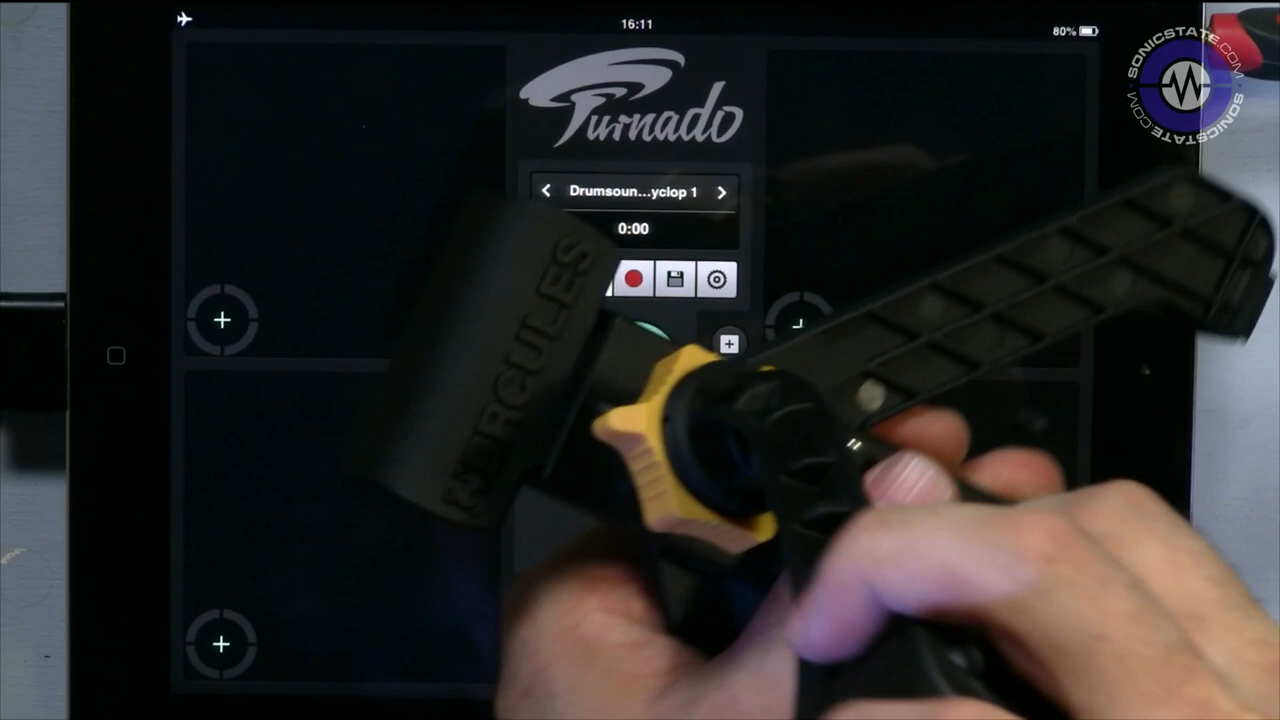 16:11
80%
SONICSTATE.COM
SONICSTATE.COM
Turnado
Drumsoun...yclop 1
0:00
HERCULES